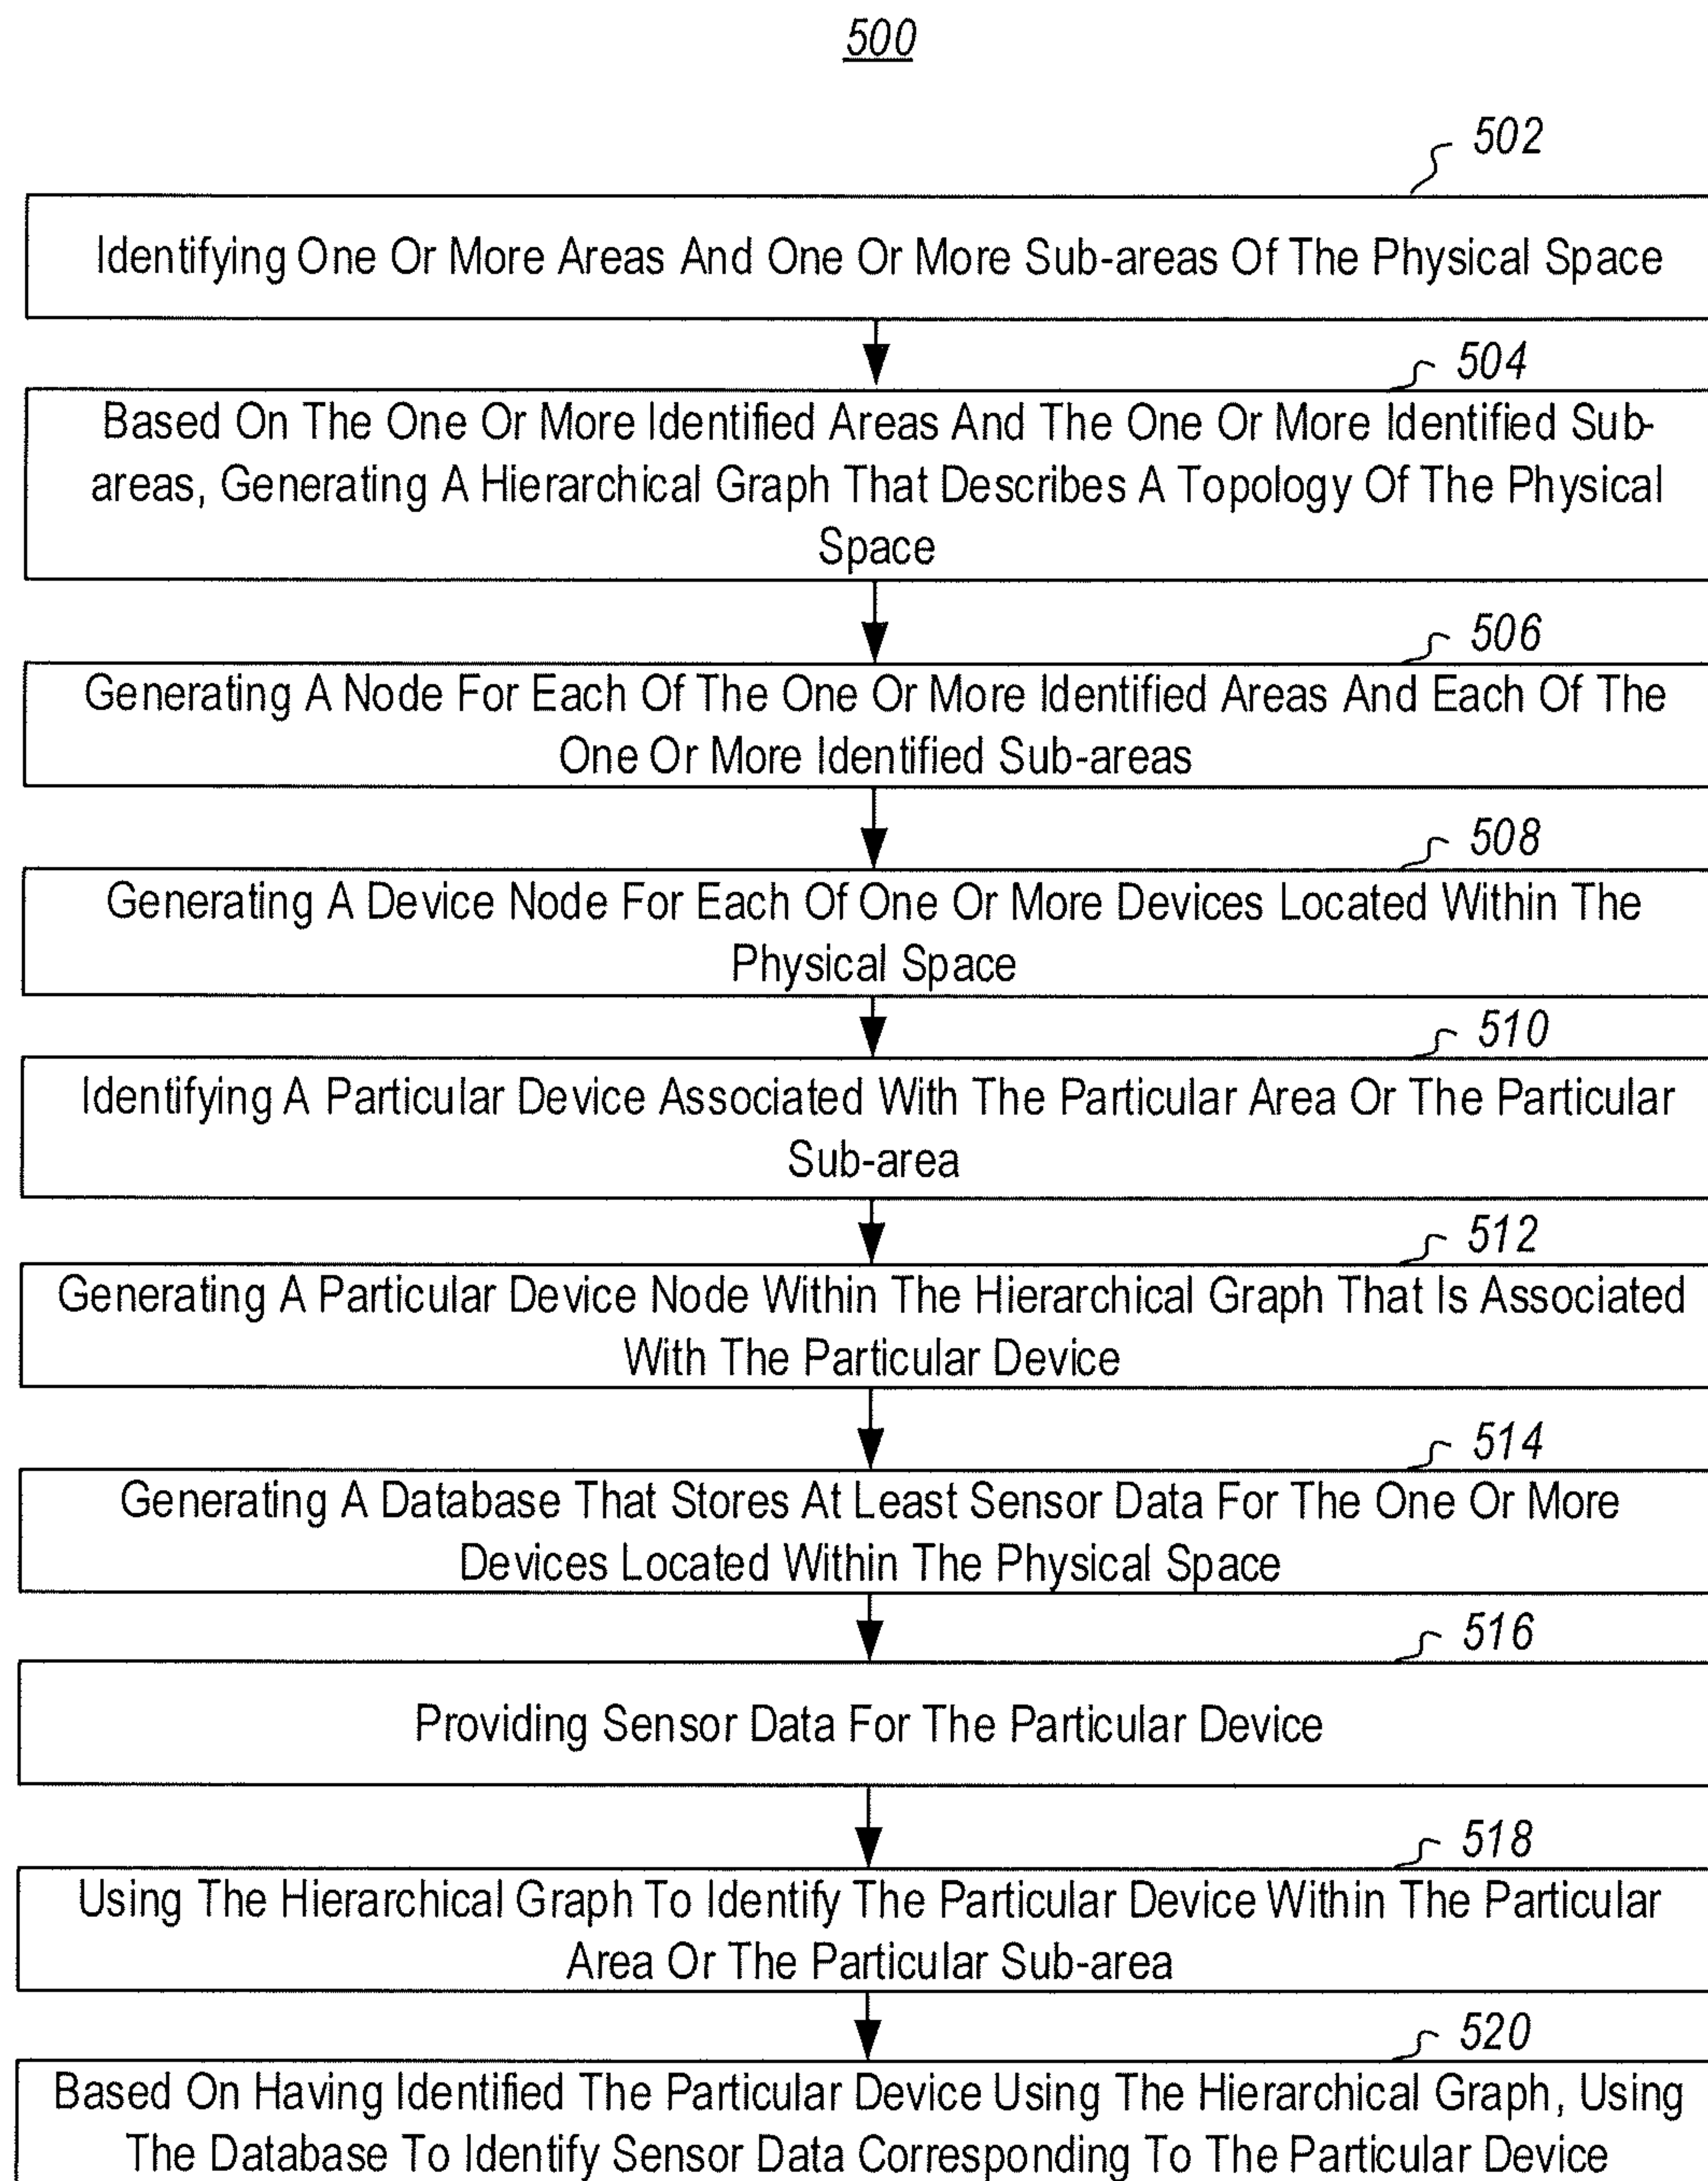 500
502
Identifying One Or More Areas And One Or More Sub-areas Of The Physical Space
504
Based On The One Or More Identified Areas And The One Or More Identified Sub-
areas, Generating A Hierarchical Graph That Describes A Topology Of The Physical
Space
506
Generating A Node For Each Of The One Or More Identified Areas And Each Of The
One Or More Identified Sub-areas
508
Generating A Device Node For Each Of One Or More Devices Located Within The
Physical Space
510
Identifying A Particular Device Associated With The Particular Area Or The Particular
Sub-area
512
Generating A Particular Device Node Within The Hierarchical Graph That Is Associated
With The Particular Device
514
Generating A Database That Stores At Least Sensor Data For The One Or More
Devices Located Within The Physical Space
516
Providing Sensor Data For The Particular Device
518
Using The Hierarchical Graph To Identify The Particular Device Within The Particular
Area Or The Particular Sub-area
520
Based On Having Identified The Particular Device Using The Hierarchical Graph, Using
The Database To Identify Sensor Data Corresponding To The Particular Device